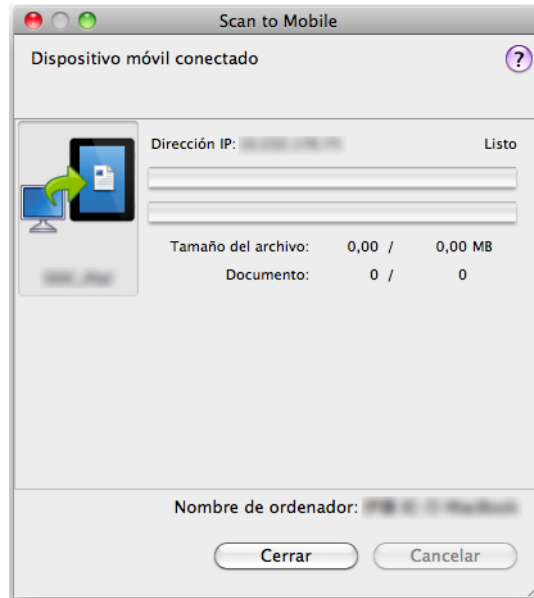 Scan to Mobile
Dispositivo móvil conectado
?
Dirección IP: Listo
Tamaño del archivo: 0,00 / 0,00 MB
Documento: 0 / 0
Nombre de ordenador:
Cerrar Cancelar